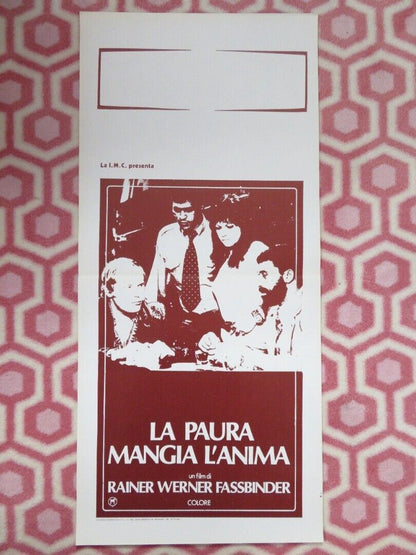 La I.M.C. presenta
LA PAURA
MANGIA L'ANIMA
un film di
RAINER WERNER FASSBINDER
COLORE